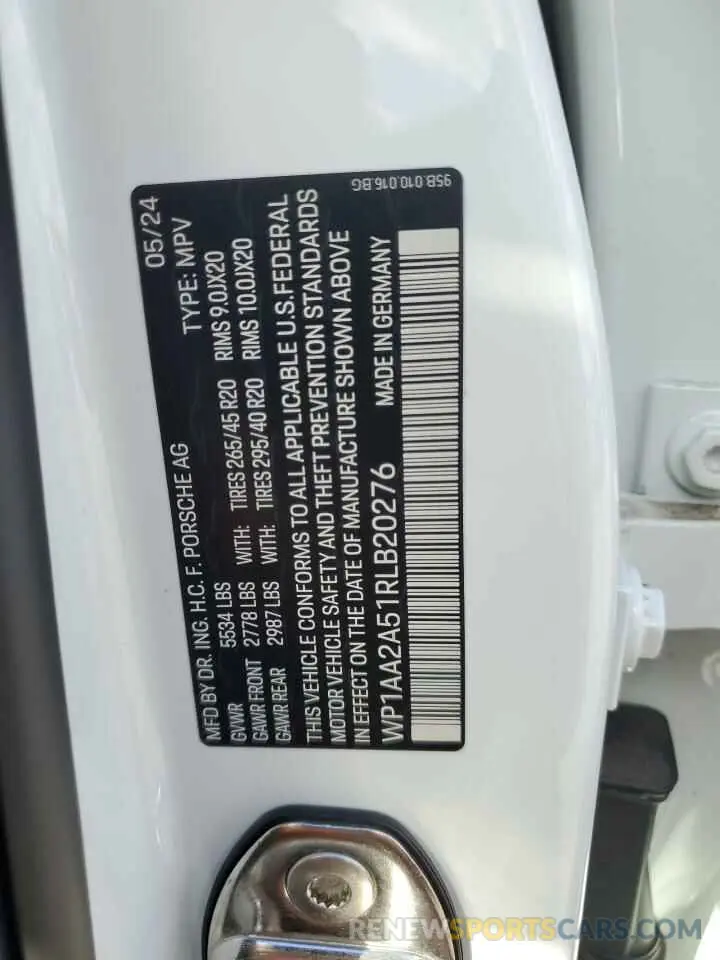 05/24
MFD BY DR. ING. H.C. F. PORSCHE AG TYPE: MPV
GVWR 5534 LBS
GAWR FRONT 2778 LBS WITH: TIRES 265/45 R20 RIMS 9.0JX20
GAWR REAR 2987 LBS WITH: TIRES 295/40 R20 RIMS 10.0JX20
THIS VEHICLE CONFORMS TO ALL APPLICABLE U.S. FEDERAL
MOTOR VEHICLE SAFETY AND THEFT PREVENTION STANDARDS
IN EFFECT ON THE DATE OF MANUFACTURE SHOWN ABOVE
WP1AA2A51RLB20276 MADE IN GERMANY
95B.010.016.BG
RENEWSPORTSCARS.COM